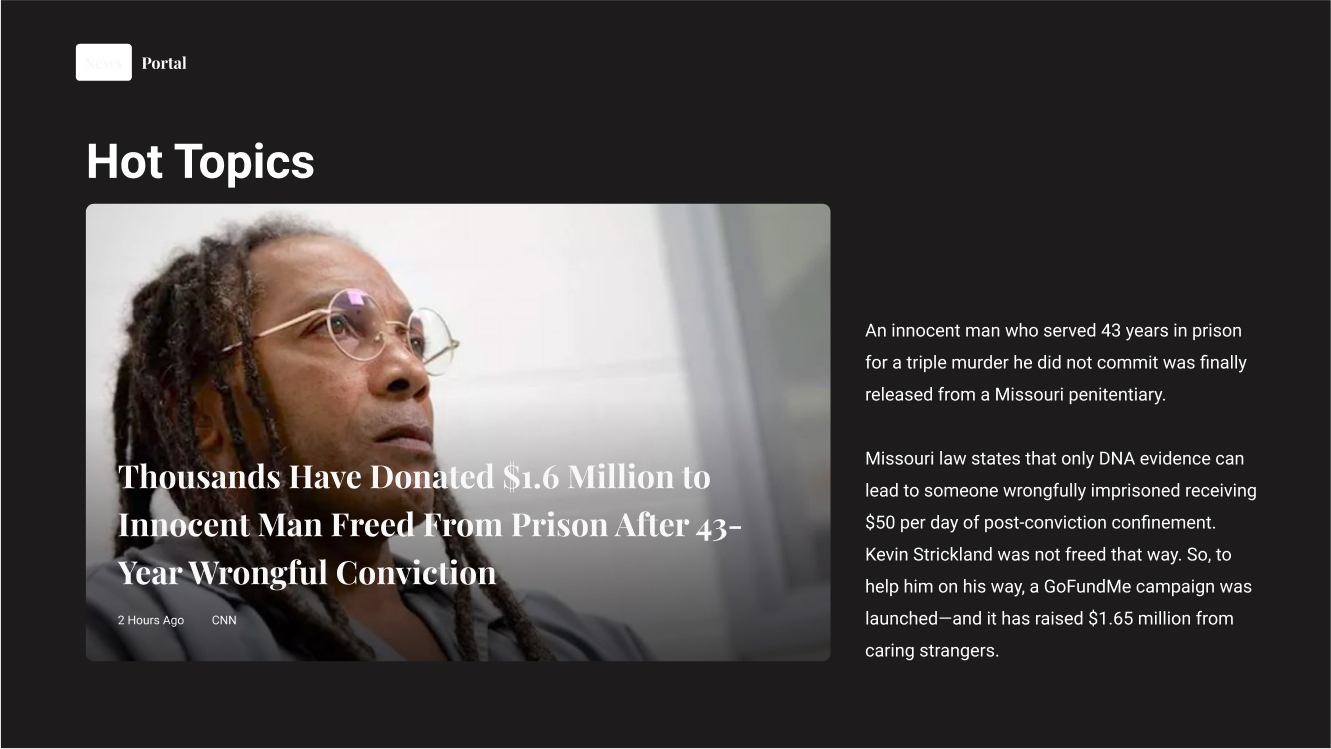 News Portal
Hot Topics
Thousands Have Donated $1.6 Million to
Innocent Man Freed From Prison After 43-
Year Wrongful Conviction
2 Hours Ago CNN
An innocent man who served 43 years in prison
for a triple murder he did not commit was finally
released from a Missouri penitentiary.
Missouri law states that only DNA evidence can
lead to someone wrongfully imprisoned receiving
$50 per day of post-conviction confinement.
Kevin Strickland was not freed that way. So, to
help him on his way, a GoFundMe campaign was
launched—and it has raised $1.65 million from
caring strangers.